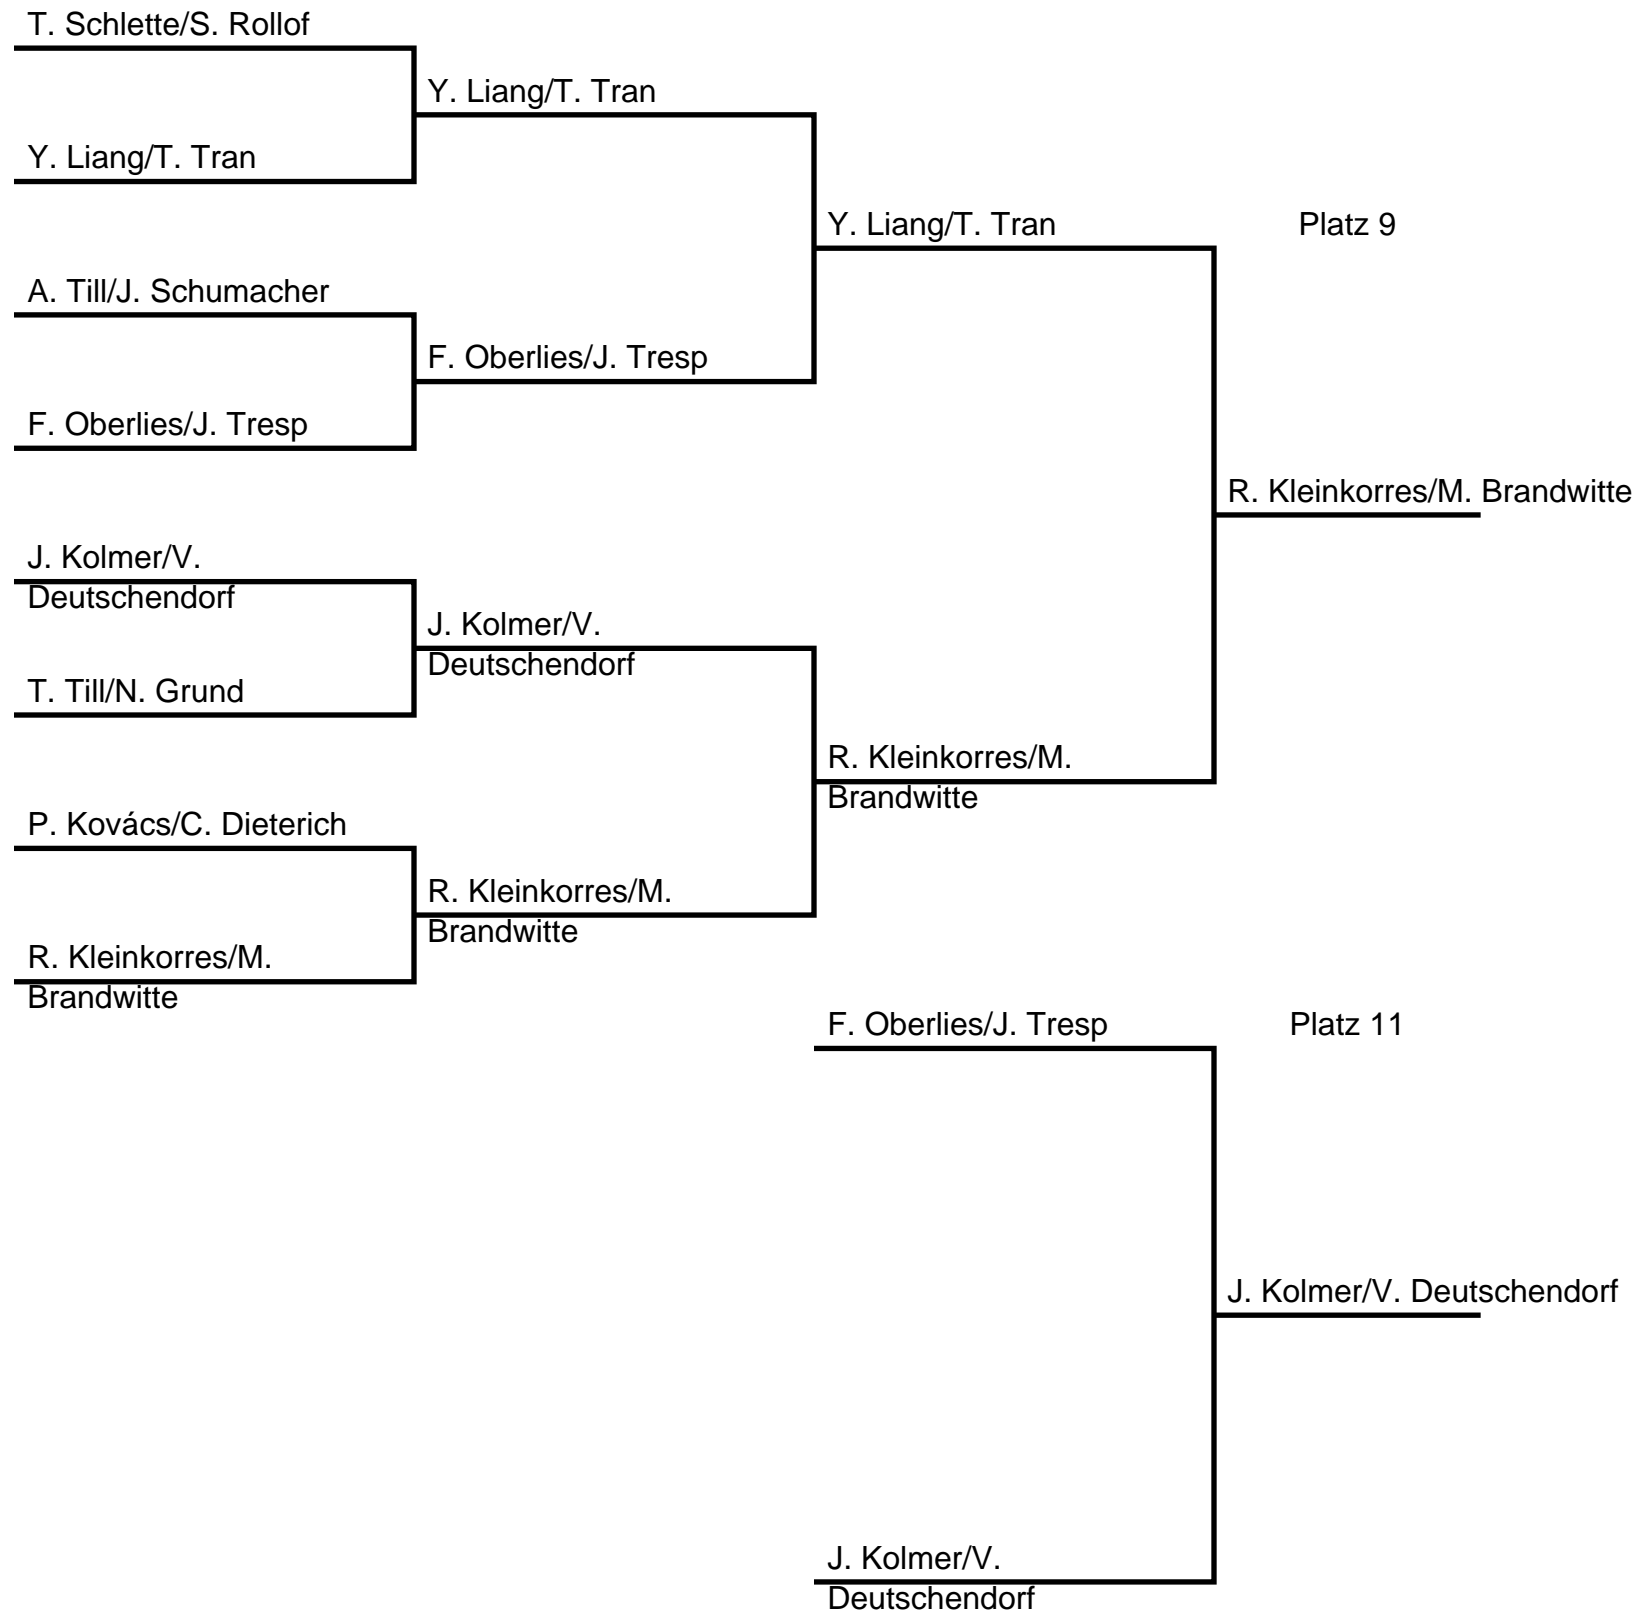 T. Schlette/S. Rollof
Y. Liang/T. Tran
Y. Liang/T. Tran
Y. Liang/T. Tran
Platz 9
A. Till/J. Schumacher
F. Oberlies/J. Tresp
F. Oberlies/J. Tresp
R. Kleinkorres/M. Brandwitte
J. Kolmer/V.
Deutschendorf
J. Kolmer/V.
Deutschendorf
T. Till/N. Grund
R. Kleinkorres/M.
Brandwitte
P. Kovács/C. Dieterich
R. Kleinkorres/M.
Brandwitte
R. Kleinkorres/M.
Brandwitte
F. Oberlies/J. Tresp
Platz 11
J. Kolmer/V. Deutschendorf
J. Kolmer/V.
Deutschendorf